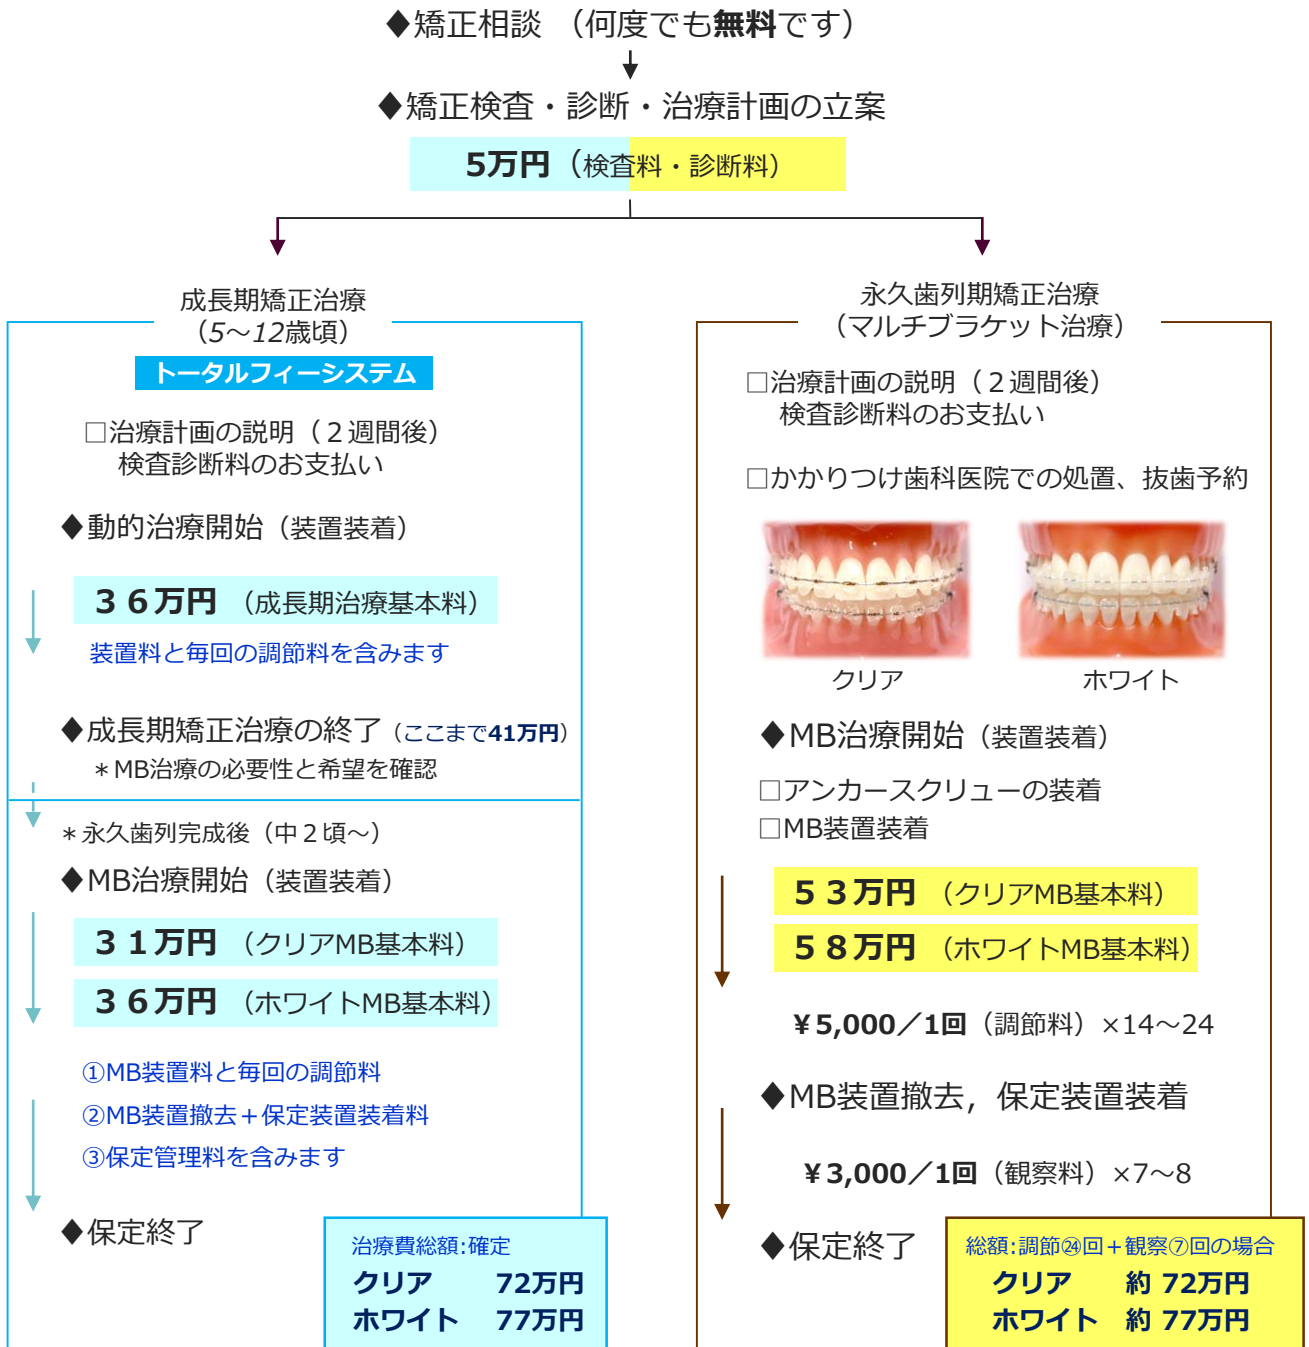 ◆矯正相談 （何度でも無料です）
◆矯正検査・診断・治療計画の立案
5万円（検査料・診断料）
成長期矯正治療
（5～12歳頃）
トータルフィーシステム
□治療計画の説明（２週間後）
検査診断料のお支払い
◆動的治療開始（装置装着）
３６万円 （成長期治療基本料）
装置料と毎回の調節料を含みます
◆成長期矯正治療の終了（ここまで41万円）
＊MB治療の必要性と希望を確認
＊永久歯列完成後（中２頃～）
◆MB治療開始（装置装着）
３１万円 （クリアMB基本料）
３６万円 （ホワイトMB基本料）
①MB装置料と毎回の調節料
②MB装置撤去＋保定装置装着料
③保定管理料を含みます
◆保定終了
治療費総額:確定
クリア 72万円
ホワイト 77万円
永久歯列期矯正治療
（マルチブラケット治療）
□治療計画の説明（２週間後）
検査診断料のお支払い
□かかりつけ歯科医院での処置、抜歯予約
クリア ホワイト
◆MB治療開始（装置装着）
□アンカースクリューの装着
□MB装置装着
５３万円 （クリアMB基本料）
５８万円 （ホワイトMB基本料）
¥5,000／1回（調節料）×14～24
◆MB装置撤去，保定装置装着
¥3,000／1回（観察料）×7～8
◆保定終了
総額:調節㉔回＋観察⑦回の場合
クリア 約 72万円
ホワイト 約 77万円